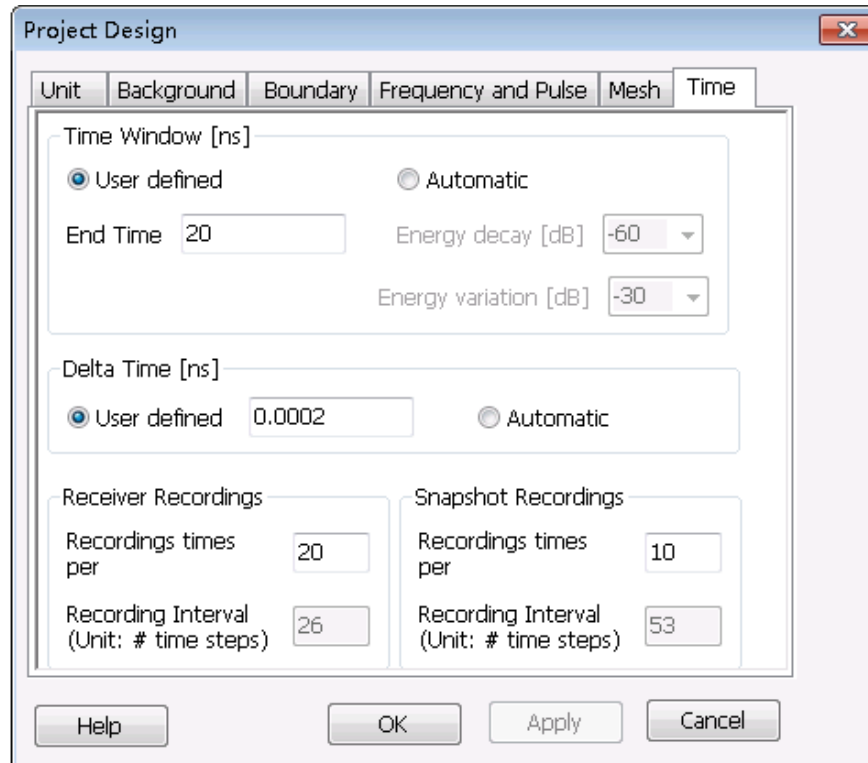 Project Design
Unit Background Boundary Frequency and Pulse Mesh Time
Time Window [ns]
User defined Automatic
End Time 20 Energy decay [dB] -60
Energy variation [dB] -30
Delta Time [ns]
User defined 0.0002 Automatic
Receiver Recordings
Recordings times
per 20
Recording Interval
(Unit: # time steps) 26
Snapshot Recordings
Recordings times
per 10
Recording Interval
(Unit: # time steps) 53
Help OK Apply Cancel